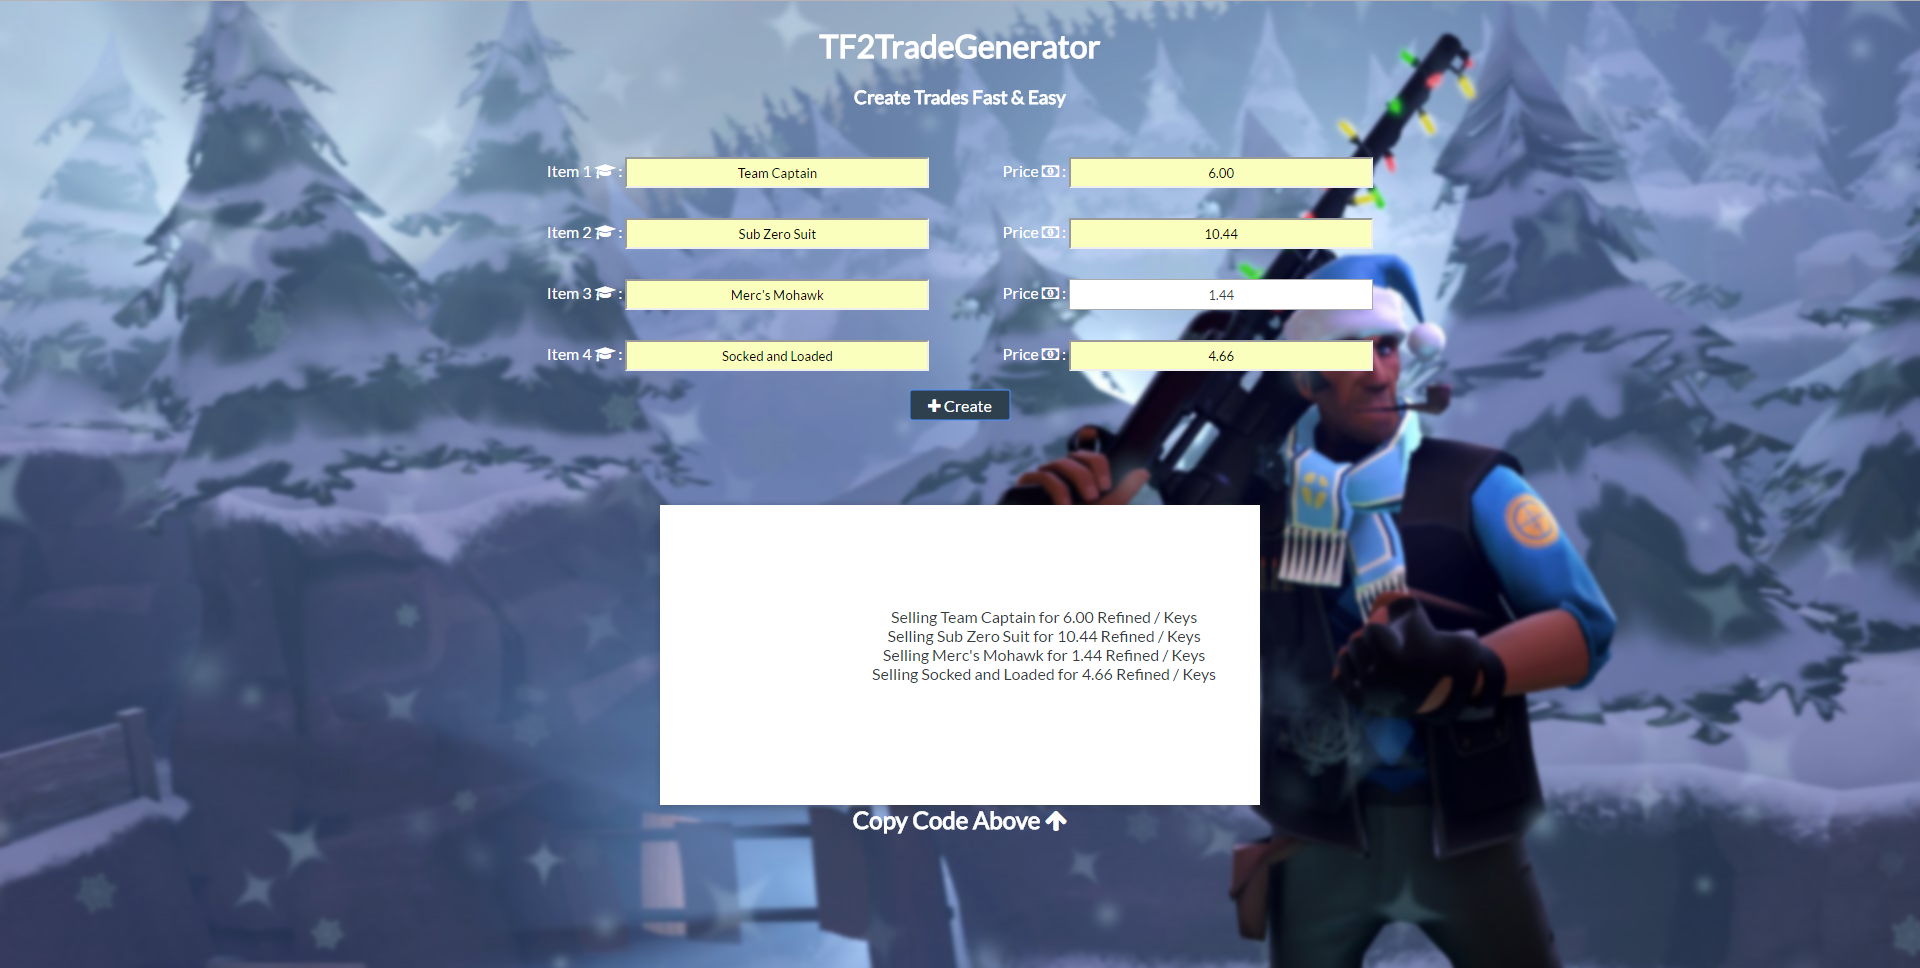 TF2TradeGenerator
Create Trades Fast & Easy
Item 1 : Team Captain Price : 6.00
Item 2 : Sub Zero Suit Price : 10.44
Item 3 : Merc's Mohawk Price : 1.44
Item 4 : Socked and Loaded Price : 4.66
Create
Selling Team Captain for 6.00 Refined / Keys
Selling Sub Zero Suit for 10.44 Refined / Keys
Selling Merc's Mohawk for 1.44 Refined / Keys
Selling Socked and Loaded for 4.66 Refined / Keys
Copy Code Above